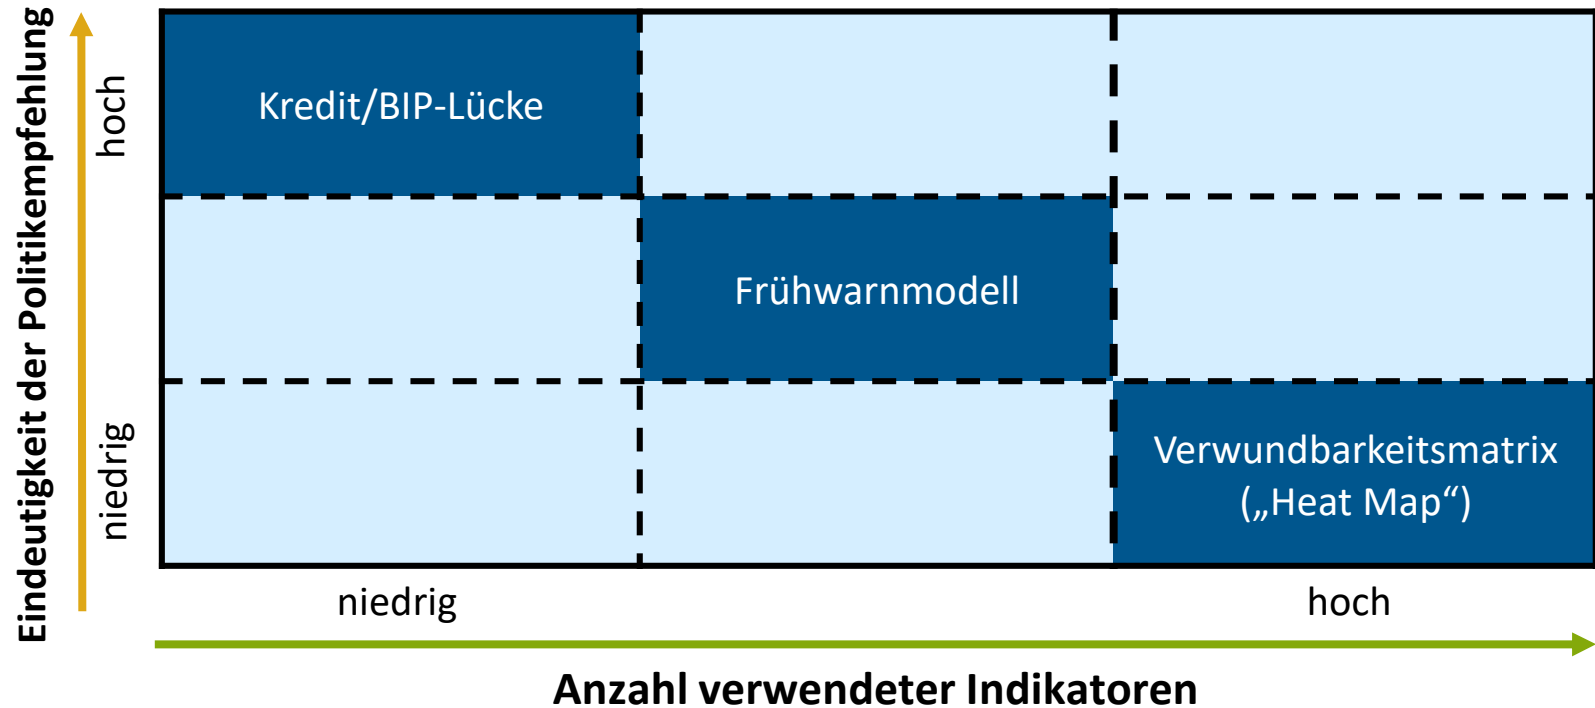 Eindeutigkeit der Politikempfehlung
hoch
niedrig
Kredit/BIP-Lücke
Frühwarnmodell
Verwundbarkeitsmatrix
(„Heat Map“)
niedrig
hoch
Anzahl verwendeter Indikatoren